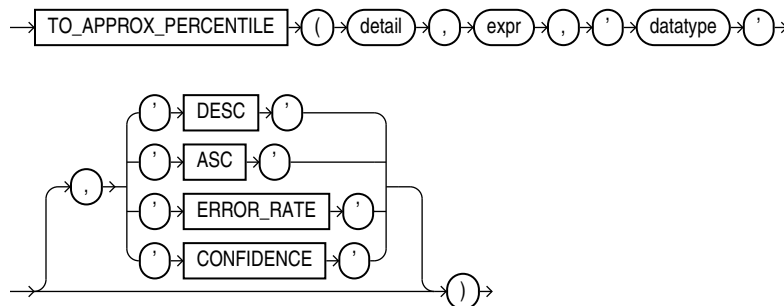 TO_APPROX_PERCENTILE ( detail , expr , ' datatype '
' DESC '
' ASC '
, ' ERROR_RATE '
' CONFIDENCE '
)